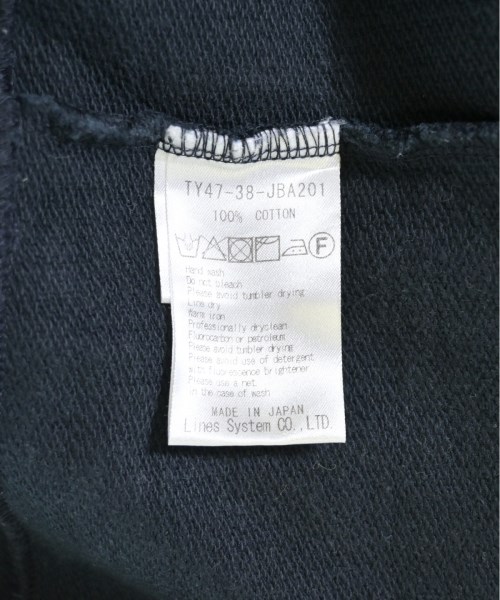 TY47-38-JBA201
100% COTTON
F
Hand wash
Do not bleach
Please avoid tumbler drying
Line dry
Warm iron
Professionally dryclean
Fluorocarbon or petroleum
Please avoid tumbler drying
Please avoid use of detergent
with fluorescence brightener
Please use a net
in the case of wash
MADE IN JAPAN
Lines System CO.,LTD.